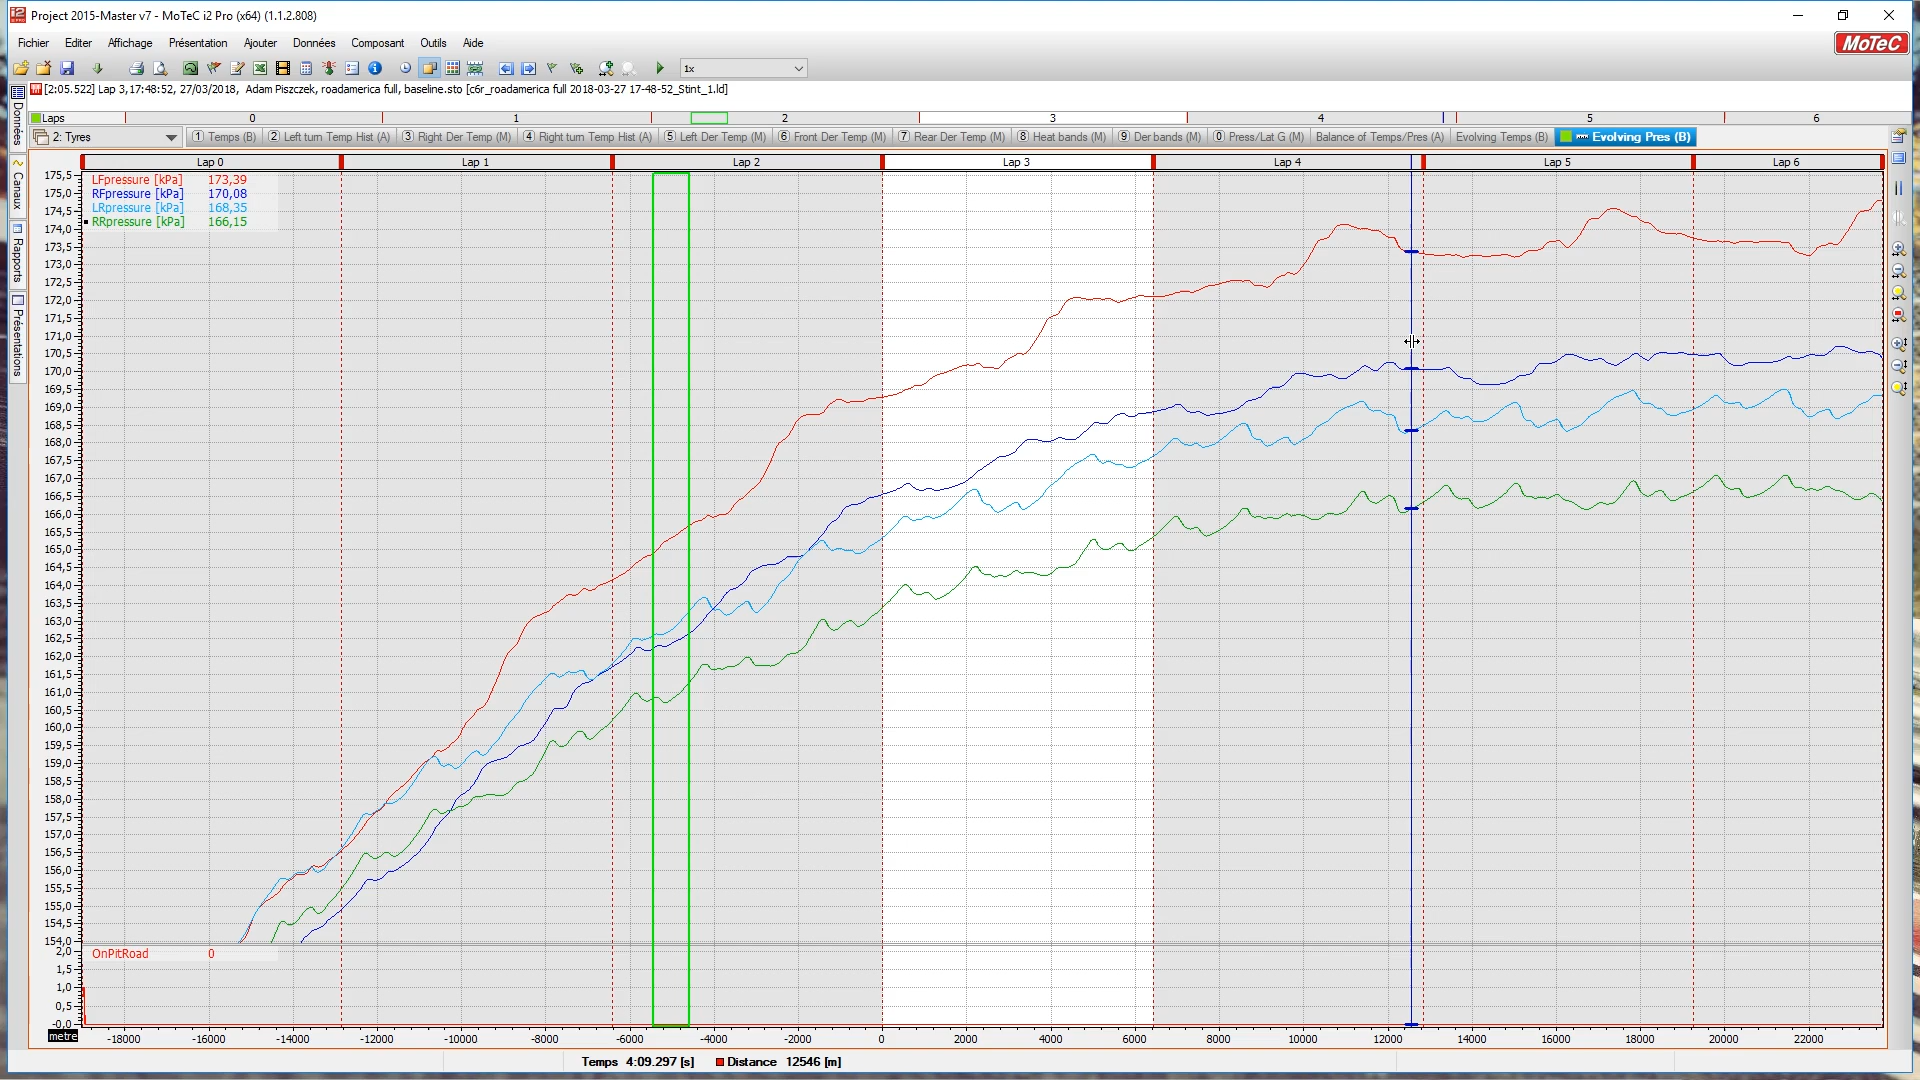 Project 2015-Master v7 - MoTeC i2 Pro (x64) (1.1.2.808)
Fichier Editer Affichage Présentation Ajouter Données Composant Outils Aide
MoTeC
1x
[2:05.522] Lap 3,17:48:52, 27/03/2018, Adam Piszczek, roadamerica full, baseline.sto [c6r_roadamerica full 2018-03-27 17-48-52_Stint_1.ld]
Laps 0 1 2 3 4 5 6
2: Tyres 1 Temps (B) 2 Left turn Temp Hist (A) 3 Right Der Temp (M) 4 Right turn Temp Hist (A) 5 Left Der Temp (M) 6 Front Der Temp (M) 7 Rear Der Temp (M) 8 Heat bands (M) 9 Der bands (M) 0 Press/Lat G (M) Balance of Temps/Pres (A) Evolving Temps (B) Evolving Pres (B)
Lap 0 Lap 1 Lap 2 Lap 3 Lap 4 Lap 5 Lap 6
Données
Canaux
Rapports
Présentations
LFpressure [kPa] 173,39
RFpressure [kPa] 170,08
LRpressure [kPa] 168,35
RRpressure [kPa] 166,15
175,5
175,0
174,5
174,0
173,5
173,0
172,5
172,0
171,5
171,0
170,5
170,0
169,5
169,0
168,5
168,0
167,5
167,0
166,5
166,0
165,5
165,0
164,5
164,0
163,5
163,0
162,5
162,0
161,5
161,0
160,5
160,0
159,5
159,0
158,5
158,0
157,5
157,0
156,5
156,0
155,5
155,0
154,5
154,0
OnPitRoad 0
2,0
1,5
1,0
0,5
-0,0
metre -18000 -16000 -14000 -12000 -10000 -8000 -6000 -4000 -2000 0 2000 4000 6000 8000 10000 12000 14000 16000 18000 20000 22000
Temps 4:09.297 [s] Distance 12546 [m]